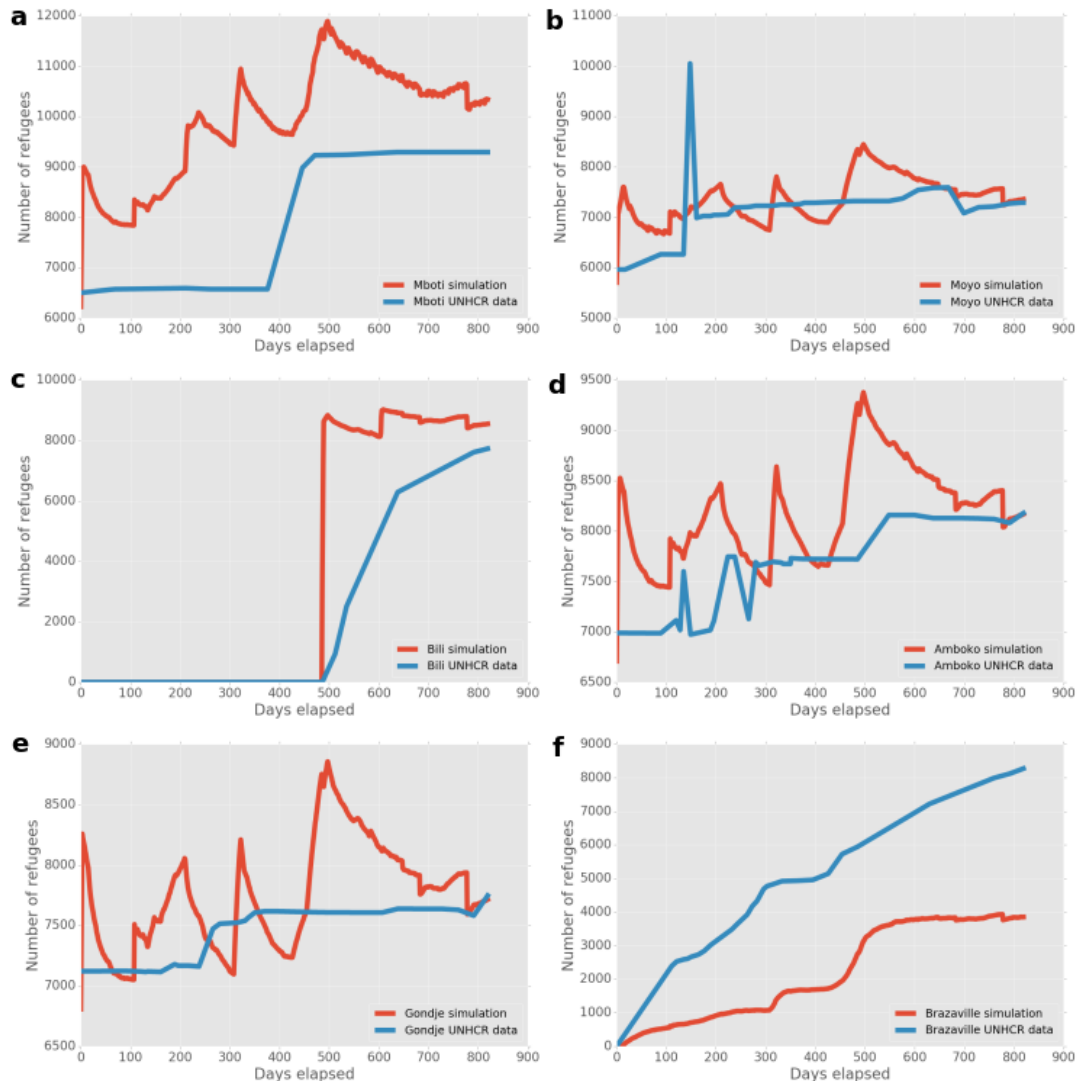 a
12000
11000
10000
9000
8000
7000
6000
Number of refugees
0 100 200 300 400 500 600 700 800 900
Days elapsed
Mboti simulation
Mboti UNHCR data
b
11000
10000
9000
8000
7000
6000
5000
Number of refugees
0 100 200 300 400 500 600 700 800 900
Days elapsed
Moyo simulation
Moyo UNHCR data
c
10000
8000
6000
4000
2000
0
Number of refugees
0 100 200 300 400 500 600 700 800 900
Days elapsed
Bili simulation
Bili UNHCR data
d
9500
9000
8500
8000
7500
7000
6500
Number of refugees
0 100 200 300 400 500 600 700 800 900
Days elapsed
Amboko simulation
Amboko UNHCR data
e
9000
8500
8000
7500
7000
6500
Number of refugees
0 100 200 300 400 500 600 700 800 900
Days elapsed
Gondje simulation
Gondje UNHCR data
f
9000
8000
7000
6000
5000
4000
3000
2000
1000
0
Number of refugees
0 100 200 300 400 500 600 700 800 900
Days elapsed
Brazaville simulation
Brazaville UNHCR data